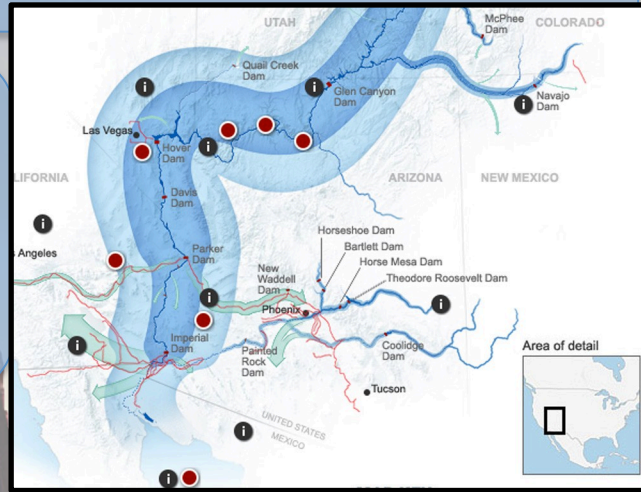 UTAH
McPhee
Dam
COLORADO
Quail Creek
Dam
Glen Canyon
Dam
Navajo
Dam
Las Vegas
Hover
Dam
LIFORNIA
ARIZONA
NEW MEXICO
Davis
Dam
Horseshoe Dam
Bartlett Dam
s Angeles
Parker
Dam
Horse Mesa Dam
New
Waddell
Dam
Theodore Roosevelt Dam
Phoenix
Imperial
Dam
Painted
Rock
Dam
Coolidge
Dam
Area of detail
Tucson
UNITED STATES
MEXICO
i
i
i
i
i
i
i
i
i
i